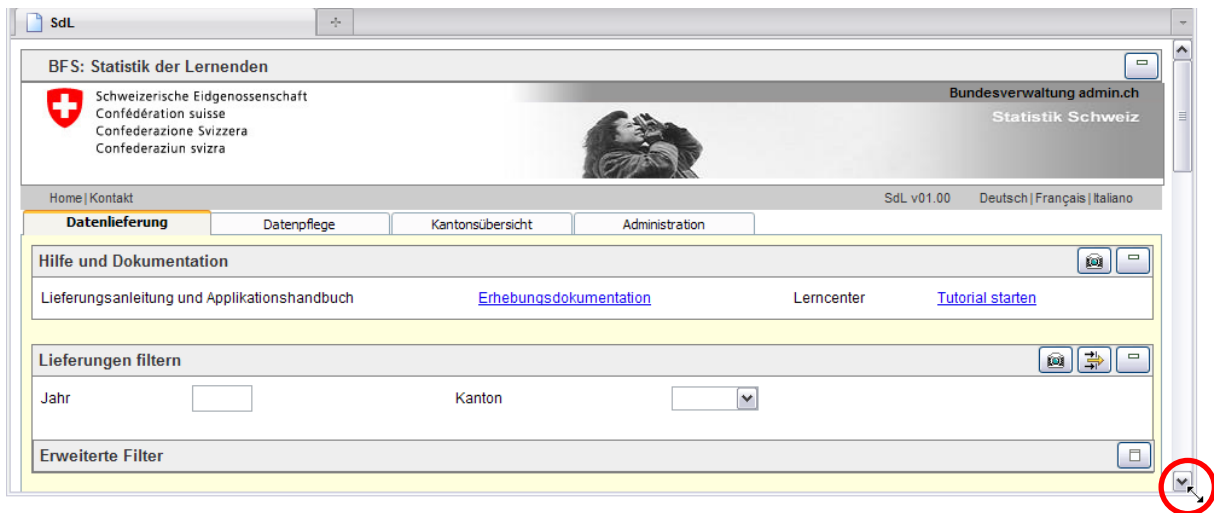 SdL
BFS: Statistik der Lernenden
Schweizerische Eidgenossenschaft
Confédération suisse
Confederazione Svizzera
Confederaziun svizra
Bundesverwaltung admin.ch
Statistik Schweiz
Home | Kontakt
SdL v01.00 Deutsch | Français | Italiano
Datenlieferung Datenpflege Kantonsübersicht Administration
Hilfe und Dokumentation
Lieferungsanleitung und Applikationshandbuch Erhebungsdokumentation Lerncenter Tutorial starten
Lieferungen filtern
Jahr Kanton
Erweiterte Filter